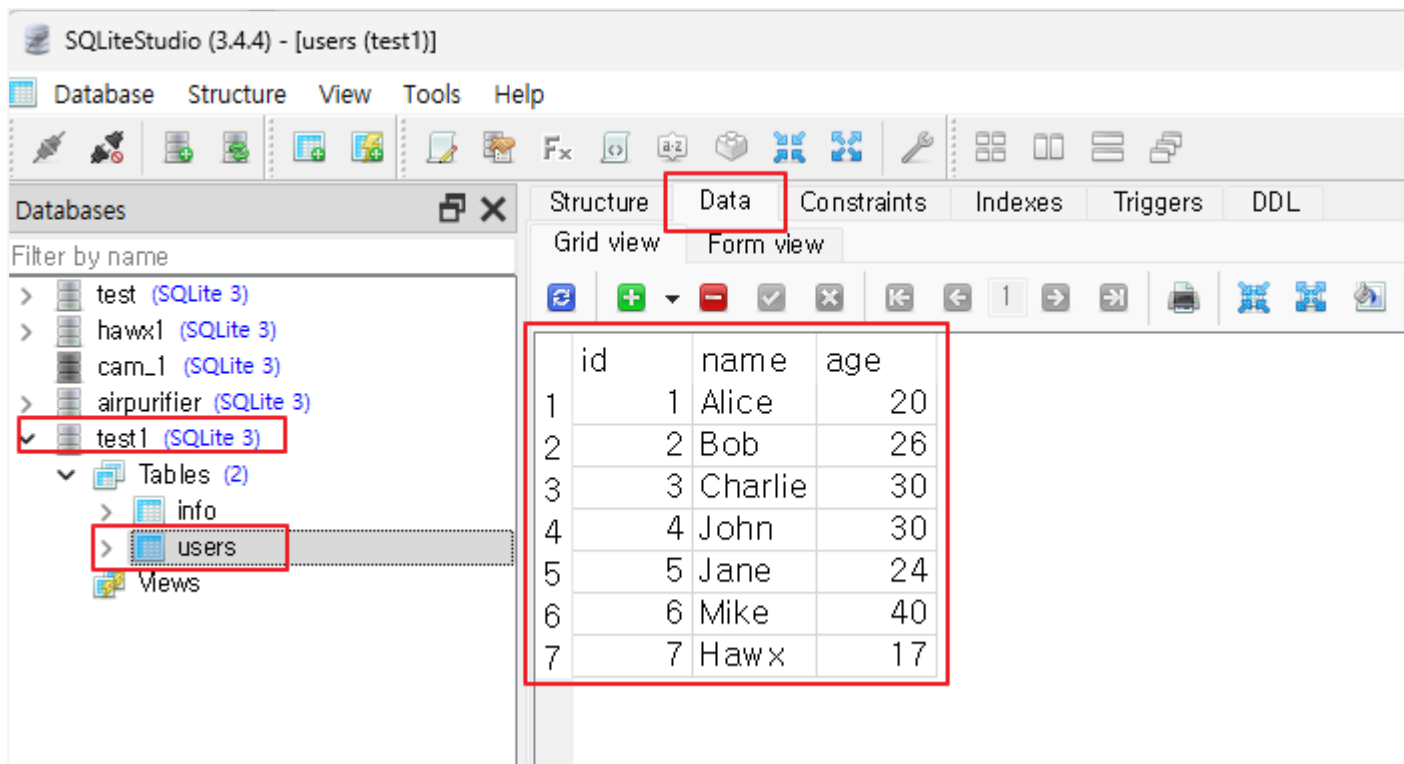 SQLiteStudio (3.4.4) - [users (test1)]
Database Structure View Tools Help
Databases
Filter by name
test (SQLite 3)
hawx1 (SQLite 3)
cam_1 (SQLite 3)
airpurifier (SQLite 3)
test1 (SQLite 3)
Tables (2)
info
users
Views
Structure Data Constraints Indexes Triggers DDL
Grid view Form view
1
id name age
1 1 Alice 20
2 2 Bob 26
3 3 Charlie 30
4 4 John 30
5 5 Jane 24
6 6 Mike 40
7 7 Hawx 17